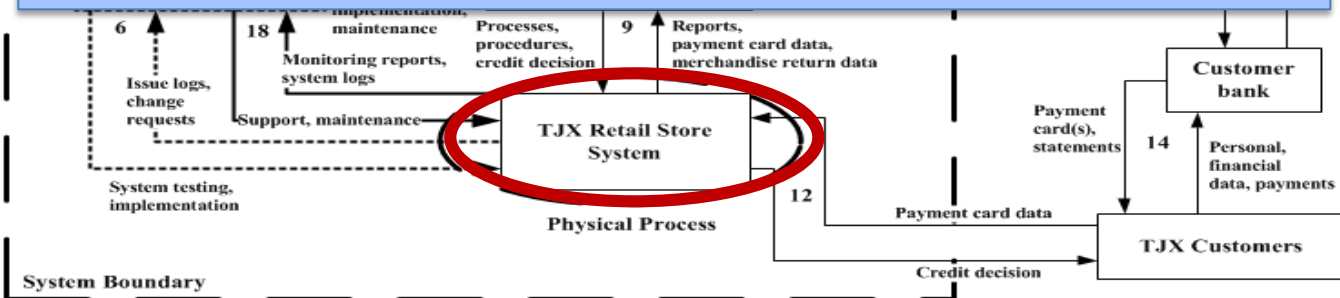 implementation,
maintenance
6
18
Processes,
procedures,
credit decision
9
Reports,
payment card data,
merchandise return data
Monitoring reports,
system logs
Issue logs,
change
requests
Support, maintenance
TJX Retail Store
System
System testing,
implementation
Physical Process
12
Customer
bank
Payment
card(s),
statements
14
Personal,
financial
data, payments
Payment card data
TJX Customers
Credit decision
System Boundary